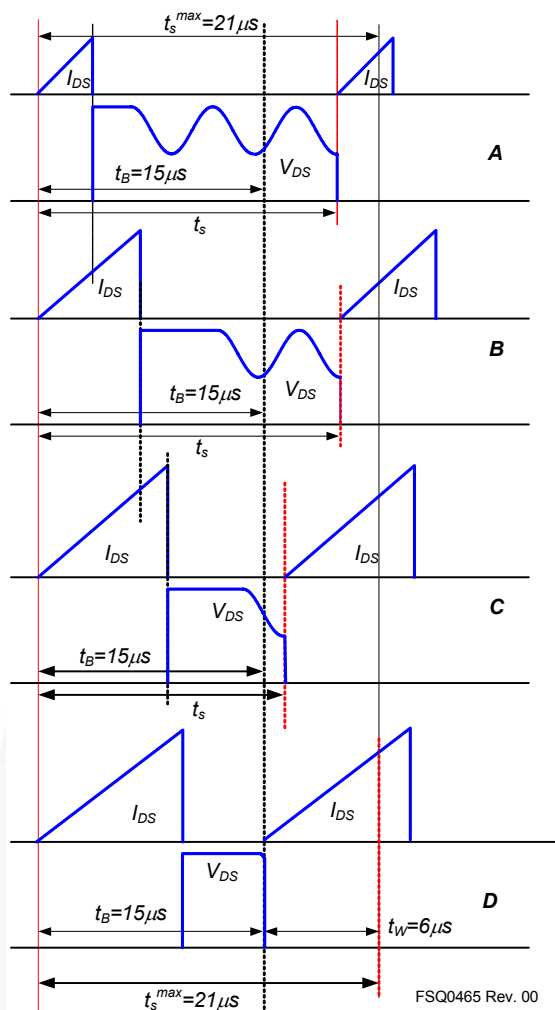 t_s^max=21μs
I_DS
I_DS
A
t_B=15μs
V_DS
t_s
I_DS
I_DS
B
t_B=15μs
V_DS
t_s
I_DS
I_DS
C
V_DS
t_B=15μs
t_s
I_DS
I_DS
V_DS
D
t_B=15μs
t_W=6μs
t_s^max=21μs
FSQ0465 Rev. 00